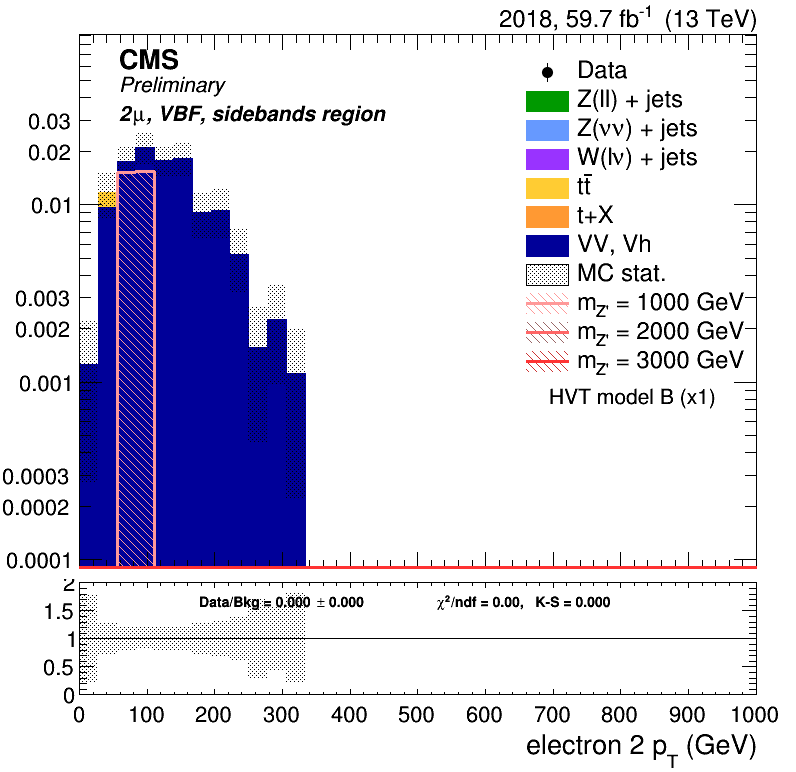 2018, 59.7 fb⁻¹ (13 TeV)
CMS
Preliminary
2μ, VBF, sidebands region
Data
Z(ll) + jets
Z(νν) + jets
W(lν) + jets
tt̄
t+X
VV, Vh
MC stat.
m_Z' = 1000 GeV
m_Z' = 2000 GeV
m_Z' = 3000 GeV
HVT model B (x1)
0.03
0.02
0.01
0.003
0.002
0.001
0.0003
0.0002
0.0001
Data/Bkg = 0.000 ± 0.000 χ²/ndf = 0.00, K-S = 0.000
2
1.5
1
0.5
0
0 100 200 300 400 500 600 700 800 900 1000
electron 2 p_T (GeV)